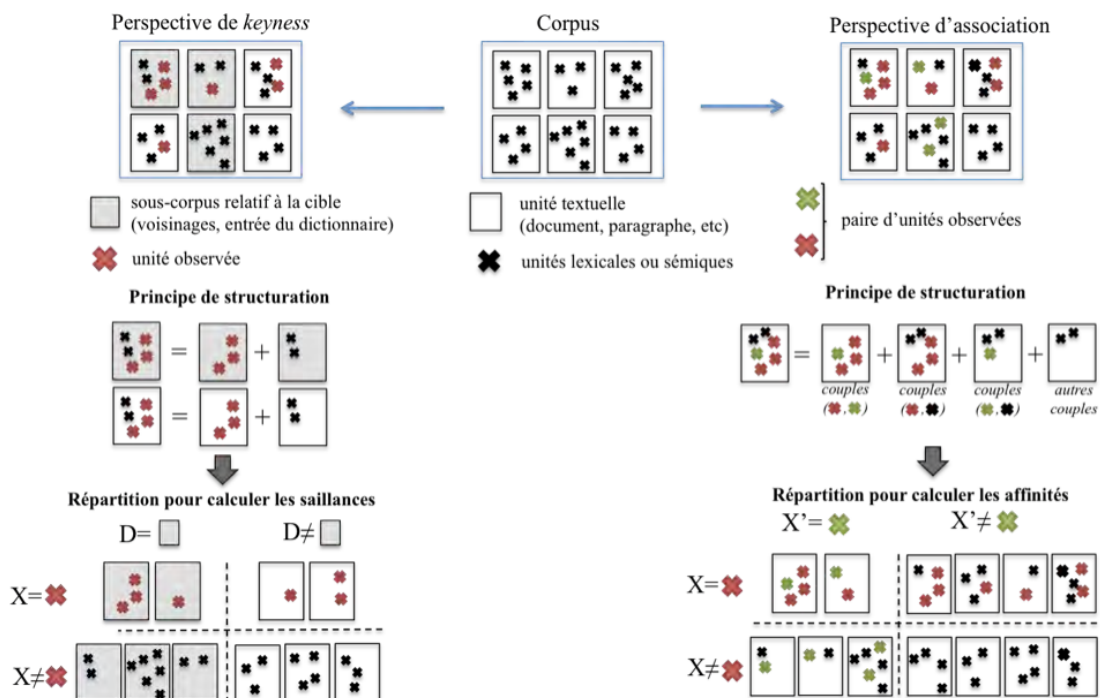 Perspective de keyness
Corpus
Perspective d'association
sous-corpus relatif à la cible
(voisinages, entrée du dictionnaire)
unité observée
unité textuelle
(document, paragraphe, etc)
unités lexicales ou sémiques
paire d'unités observées
Principe de structuration
=
+
=
+
Principe de structuration
=
+
+
+
couples
( , )
couples
( , )
couples
( , )
autres
couples
Répartition pour calculer les saillances
D=
D≠
X=
X≠
Répartition pour calculer les affinités
X'=
X'≠
X=
X≠